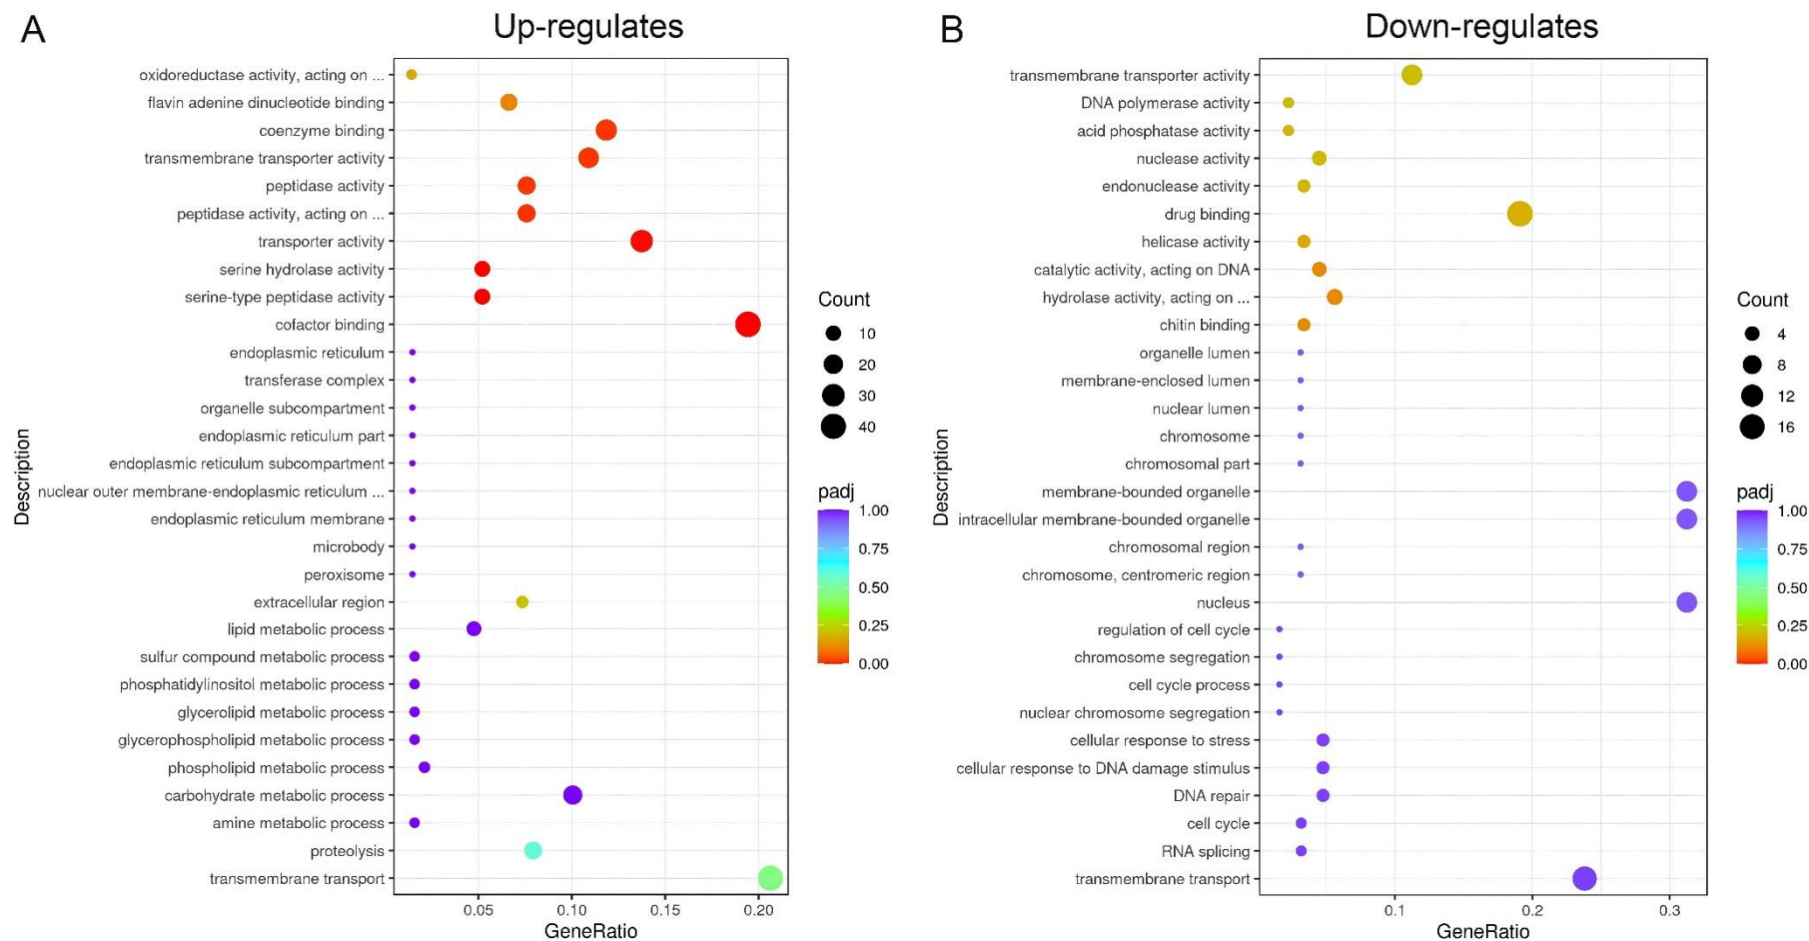 A
Up-regulates
oxidoreductase activity, acting on ...
flavin adenine dinucleotide binding
coenzyme binding
transmembrane transporter activity
peptidase activity
peptidase activity, acting on ...
transporter activity
serine hydrolase activity
serine-type peptidase activity
cofactor binding
endoplasmic reticulum
transferase complex
organelle subcompartment
endoplasmic reticulum part
endoplasmic reticulum subcompartment
nuclear outer membrane-endoplasmic reticulum ...
endoplasmic reticulum membrane
microbody
peroxisome
extracellular region
lipid metabolic process
sulfur compound metabolic process
phosphatidylinositol metabolic process
glycerolipid metabolic process
glycerophospholipid metabolic process
phospholipid metabolic process
carbohydrate metabolic process
amine metabolic process
proteolysis
transmembrane transport
Description
0.05 0.10 0.15 0.20
GeneRatio
Count
10
20
30
40
padj
1.00
0.75
0.50
0.25
0.00
B
Down-regulates
transmembrane transporter activity
DNA polymerase activity
acid phosphatase activity
nuclease activity
endonuclease activity
drug binding
helicase activity
catalytic activity, acting on DNA
hydrolase activity, acting on ...
chitin binding
organelle lumen
membrane-enclosed lumen
nuclear lumen
chromosome
chromosomal part
membrane-bounded organelle
intracellular membrane-bounded organelle
chromosomal region
chromosome, centromeric region
nucleus
regulation of cell cycle
chromosome segregation
cell cycle process
nuclear chromosome segregation
cellular response to stress
cellular response to DNA damage stimulus
DNA repair
cell cycle
RNA splicing
transmembrane transport
Description
0.1 0.2 0.3
GeneRatio
Count
4
8
12
16
padj
1.00
0.75
0.50
0.25
0.00